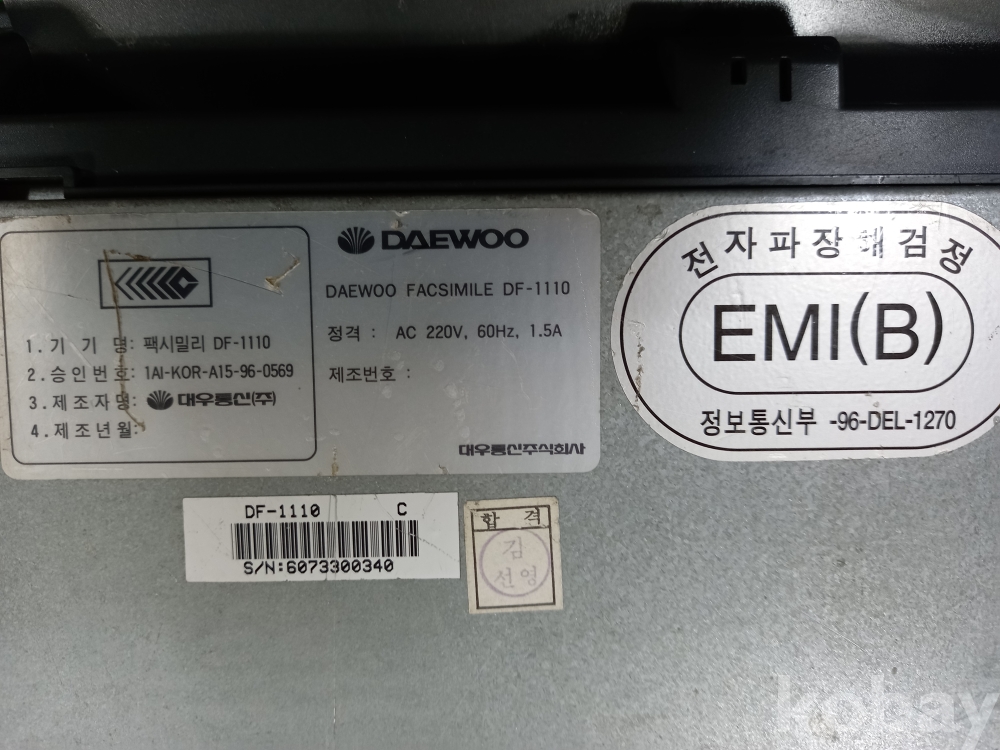 1. 기 기 명: 팩시밀리 DF-1110
2. 승인번호: 1AI-KOR-A15-96-0569
3. 제조자명: 대우통신(주)
4. 제조년월:
DAEWOO
DAEWOO FACSIMILE DF-1110
정격 : AC 220V, 60Hz, 1.5A
제조번호 :
대우통신주식회사
전자파장해검정
EMI(B)
정보통신부 -96-DEL-1270
DF-1110 C
S/N:6073300340
합 격
김
선영
kobay